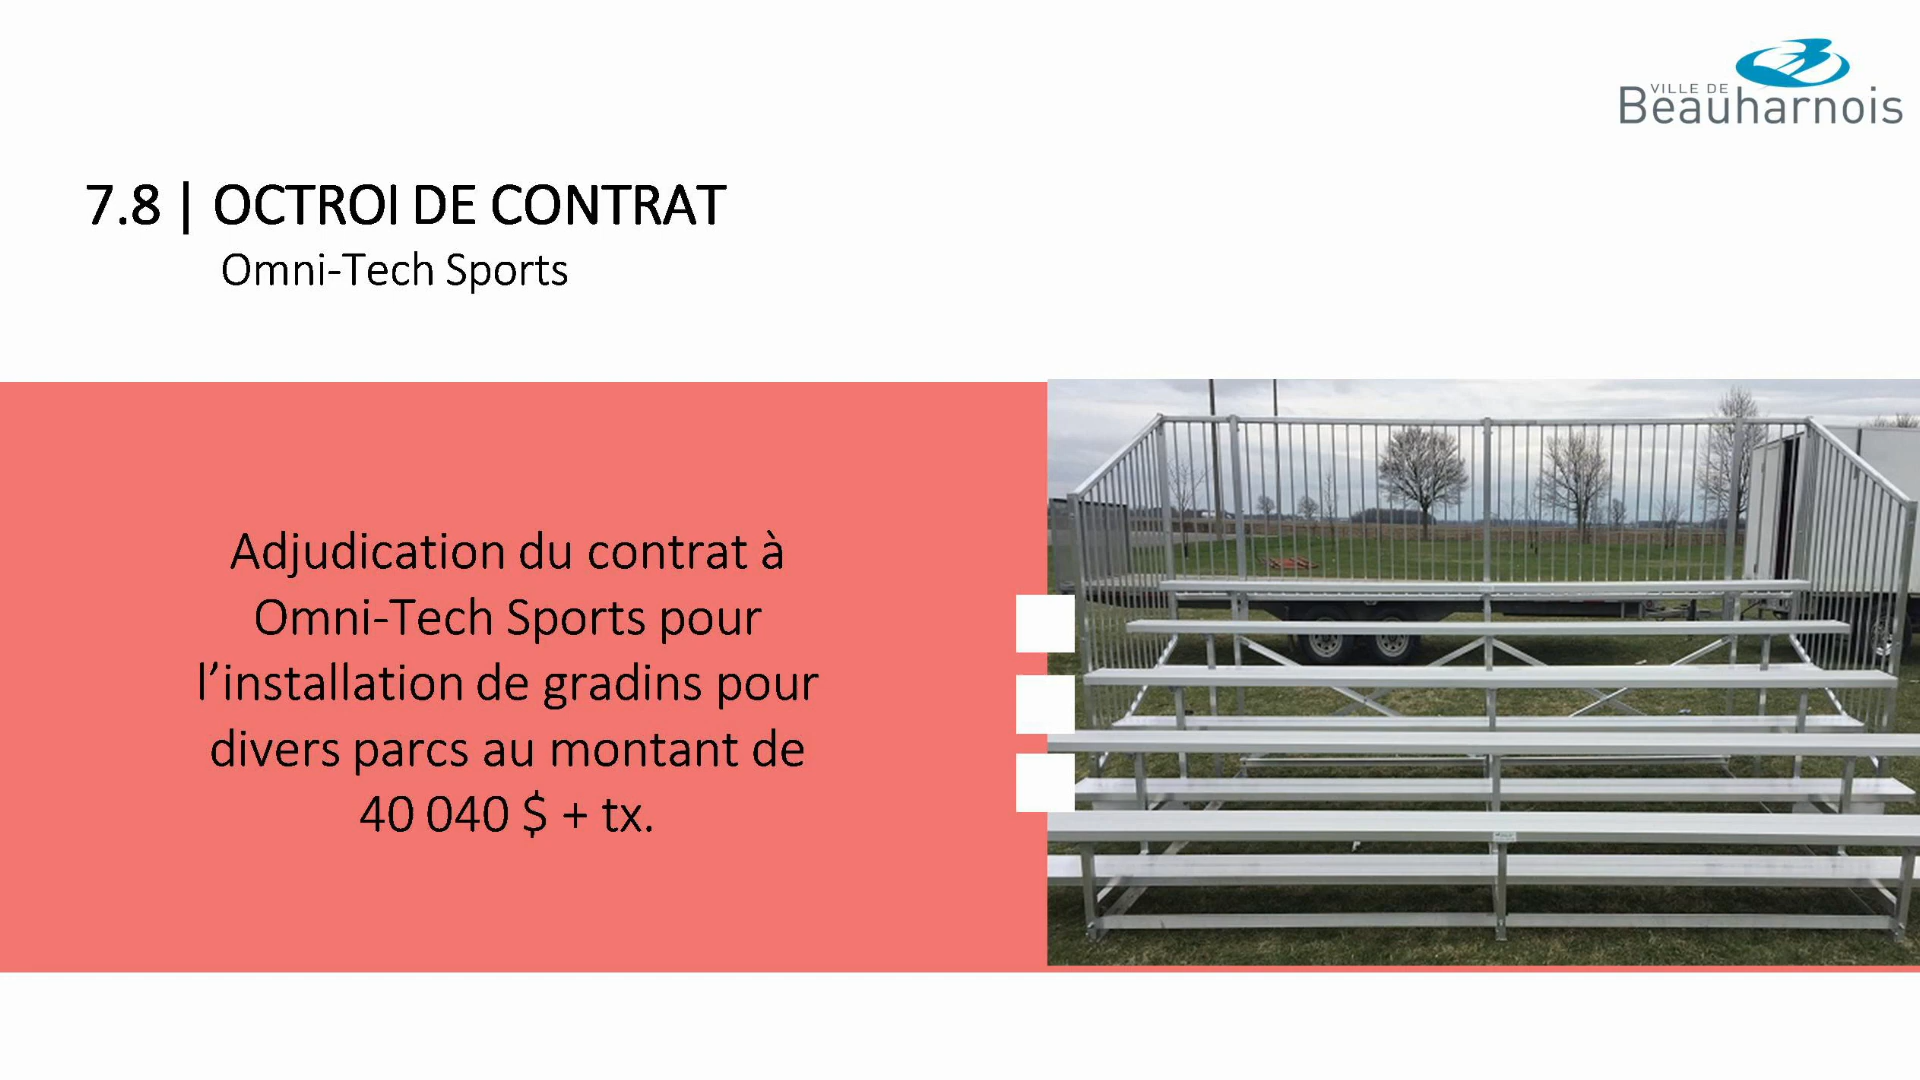 VILLE DE
Beauharnois
7.8 | OCTROI DE CONTRAT
Omni-Tech Sports
Adjudication du contrat à
Omni-Tech Sports pour
l’installation de gradins pour
divers parcs au montant de
40 040 $ + tx.